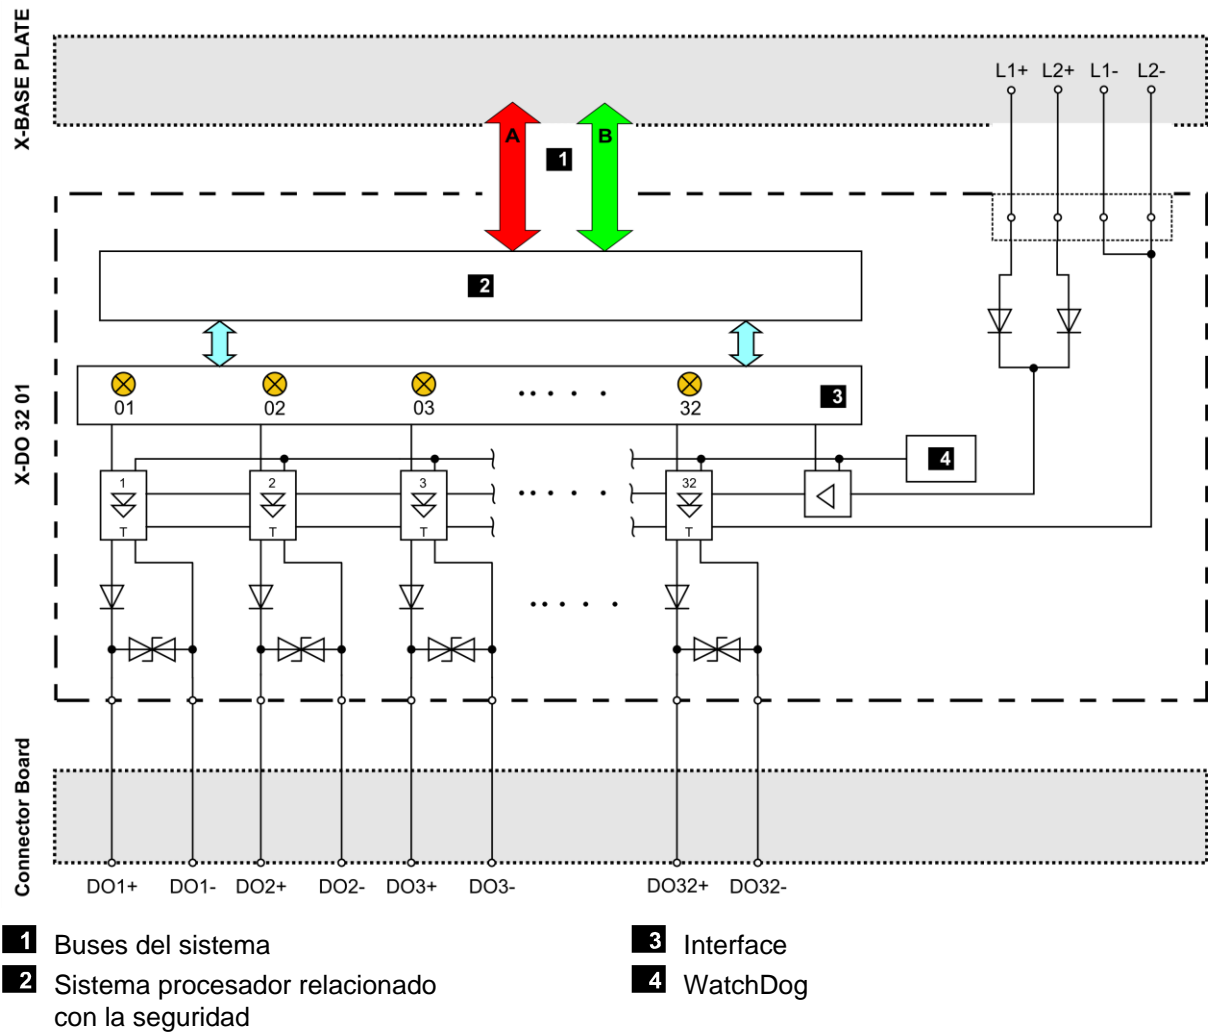 X-BASE PLATE
L1+ L2+ L1- L2-
A
B
1
2
X-DO 32 01
01 02 03 32
3
4
1 2 3 32
T T T T
Connector Board
DO1+ DO1- DO2+ DO2- DO3+ DO3- DO32+ DO32-
1 Buses del sistema
3 Interface
2 Sistema procesador relacionado
con la seguridad
4 WatchDog